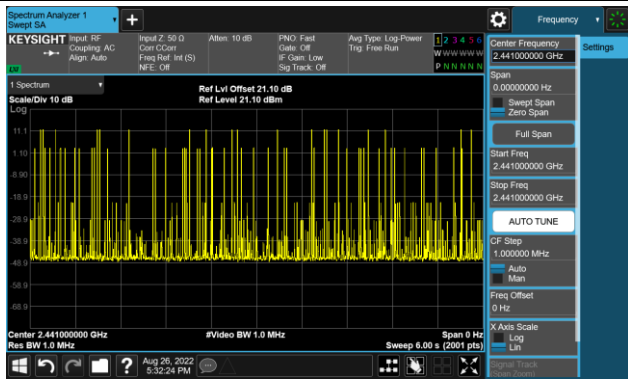 Spectrum Analyzer 1
Swept SA
Frequency
KEYSIGHT
Input: RF
Coupling: AC
Align: Auto
Input Z: 50 Ω
Corr CCorr
Freq Ref: Int (S)
NFE: Off
Atten: 10 dB
PNO: Fast
Gate: Off
IF Gain: Low
Sig Track: Off
Avg Type: Log-Power
Trig: Free Run
1 2 3 4 5 6
W W W W W W
P N N N N N
1 Spectrum
Scale/Div 10 dB
Log
Ref Lvl Offset 21.10 dB
Ref Level 21.10 dBm
11.1
1.10
-8.90
-18.9
-28.9
-38.9
-48.9
-58.9
-68.9
Center 2.441000000 GHz
Res BW 1.0 MHz
#Video BW 1.0 MHz
Span 0 Hz
Sweep 6.00 s (2001 pts)
Aug 26, 2022
5:32:24 PM
Center Frequency
2.441000000 GHz
Span
0.00000000 Hz
Swept Span
Zero Span
Full Span
Start Freq
2.441000000 GHz
Stop Freq
2.441000000 GHz
AUTO TUNE
CF Step
1.000000 MHz
Auto
Man
Freq Offset
0 Hz
X Axis Scale
Log
Lin
Signal Track
(Span Zoom)
Settings